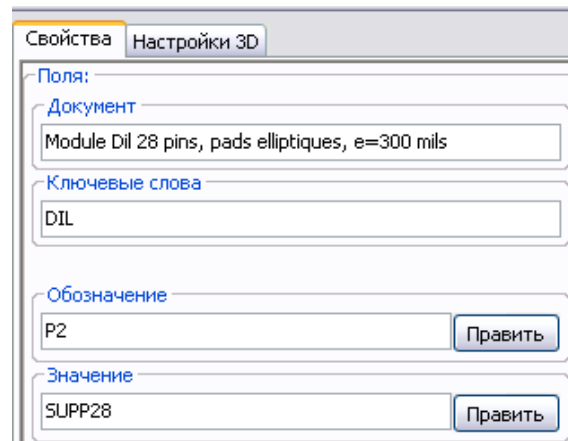 Свойства Настройки 3D
Поля:
Документ
Module Dil 28 pins, pads elliptiques, e=300 mils
Ключевые слова
DIL
Обозначение
P2 Править
Значение
SUPP28 Править